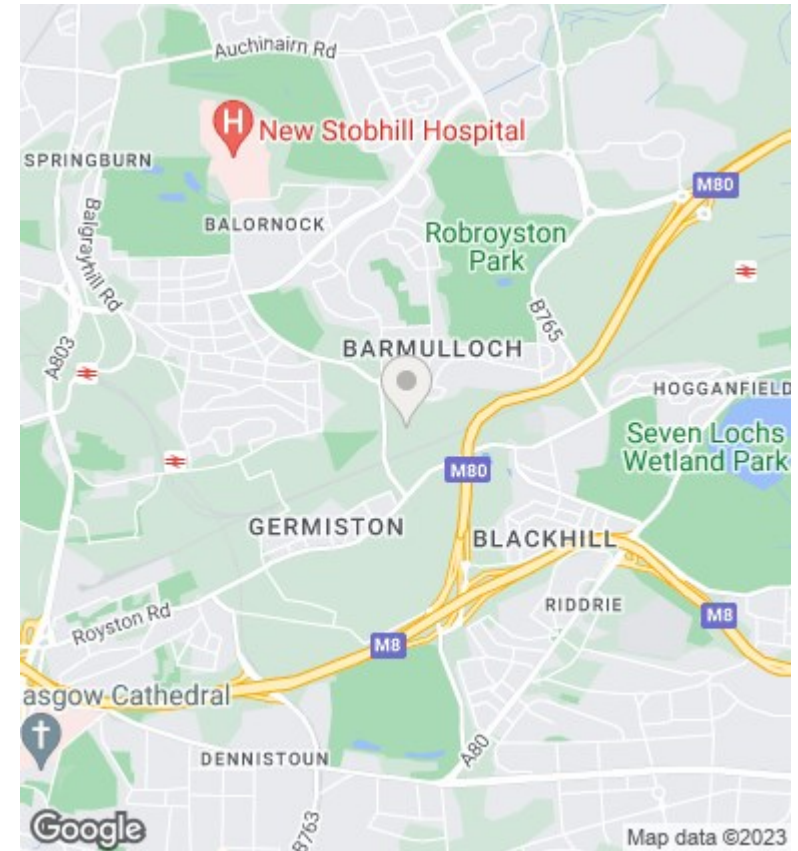 Auchinairn Rd
New Stobhill Hospital
SPRINGBURN
M80
BALORNOCK
Balgrayhill Rd
Robroyston
Park
B765
A803
BARMULLOCH
HOGGANFIELD
Seven Lochs
Wetland Park
M80
GERMISTON
BLACKHILL
RIDDRIE
Royston Rd
M8
M8
asgow Cathedral
DENNISTOUN
A80
B763
Google
Map data ©2023
H